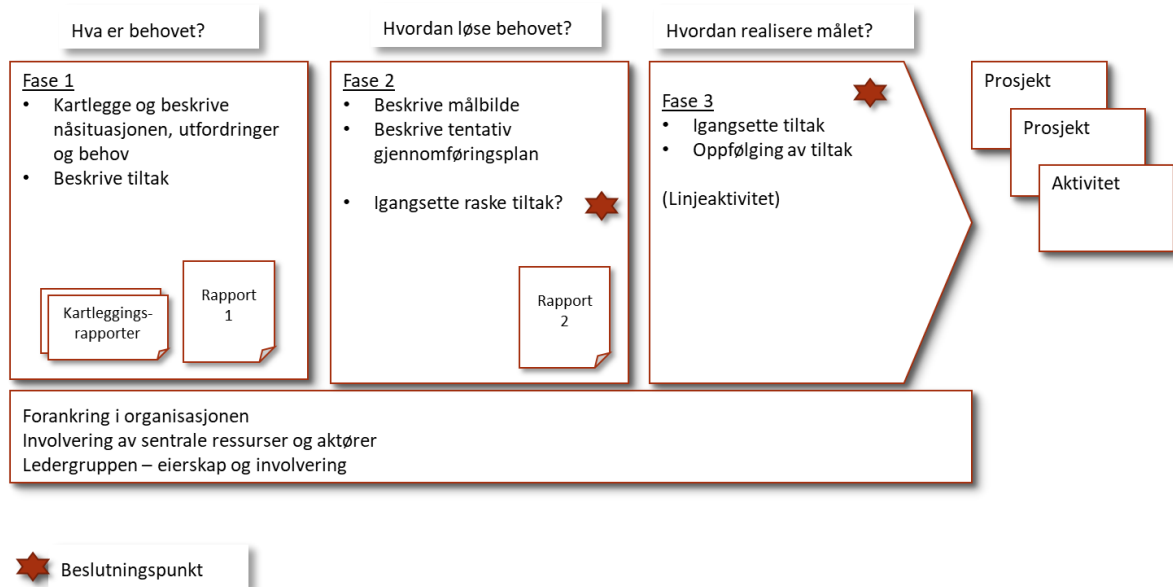 Hva er behovet?
Hvordan løse behovet?
Hvordan realisere målet?
Fase 1
• Kartlegge og beskrive
nåsituasjonen, utfordringer
og behov
• Beskrive tiltak
Kartleggings-
rapporter
Rapport
1
Fase 2
• Beskrive målbilde
• Beskrive tentativ
gjennomføringsplan
• Igangsette raske tiltak?
Rapport
2
Fase 3
• Igangsette tiltak
• Oppfølging av tiltak
(Linjeaktivitet)
Prosjekt
Prosjekt
Aktivitet
Forankring i organisasjonen
Involvering av sentrale ressurser og aktører
Ledergruppen – eierskap og involvering
Beslutningspunkt